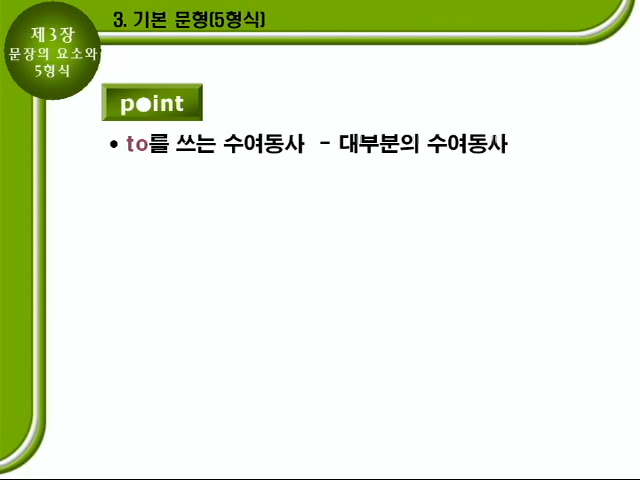 제3장
문장의 요소와
5형식
3. 기본 문형(5형식)
point
• to를 쓰는 수여동사 - 대부분의 수여동사